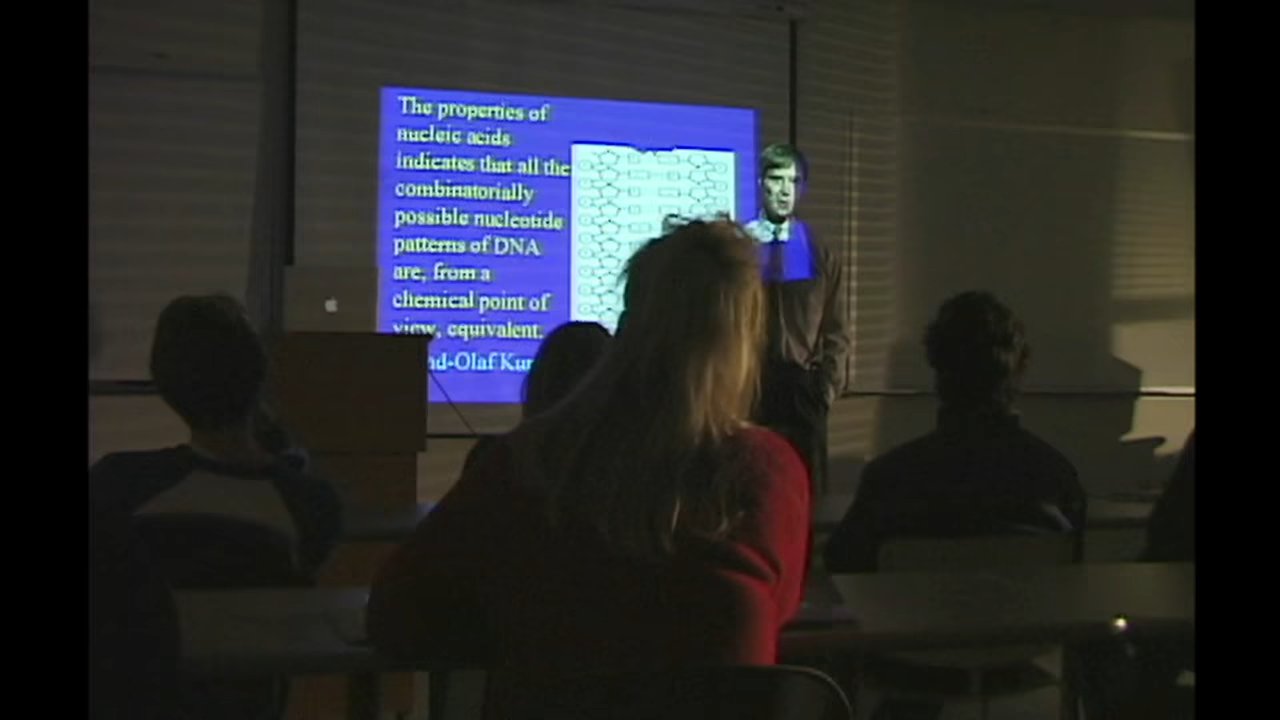 The properties of
nucleic acids
indicates that all the
combinatorially
possible nucleotide
patterns of DNA
are, from a
chemical point of
view, equivalent.